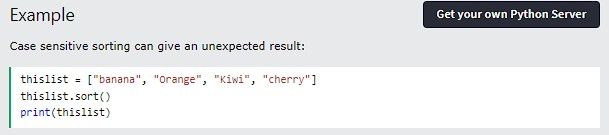 Example
Get your own Python Server
Case sensitive sorting can give an unexpected result:
thislist = ["banana", "Orange", "Kiwi", "cherry"]
thislist.sort()
print(thislist)